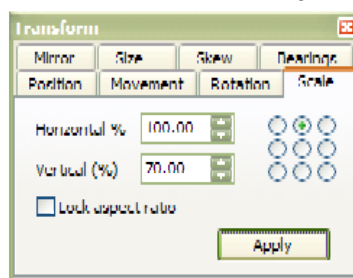 Transform
Mirror Size Skew Bearings
Position Movement Rotation Scale
Horizontal % 100.00
Vertical (%) 70.00
Lock aspect ratio
Apply